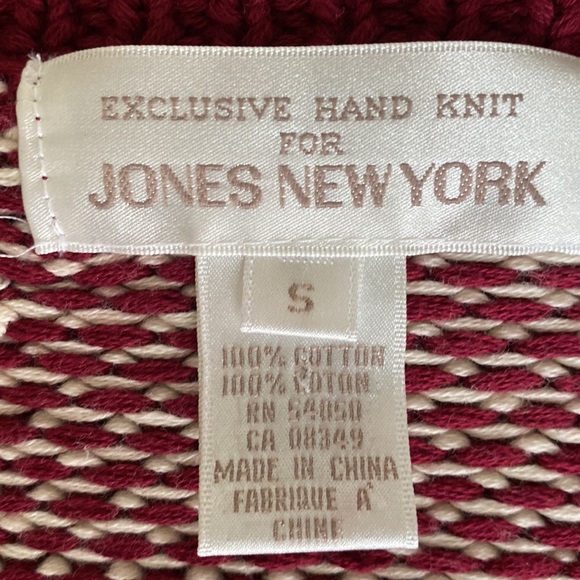 EXCLUSIVE HAND KNIT
FOR
JONES NEW YORK
S
100% COTTON
100% COTON
RN 54050
CA 08349
MADE IN CHINA
FABRIQUE A'
CHINE